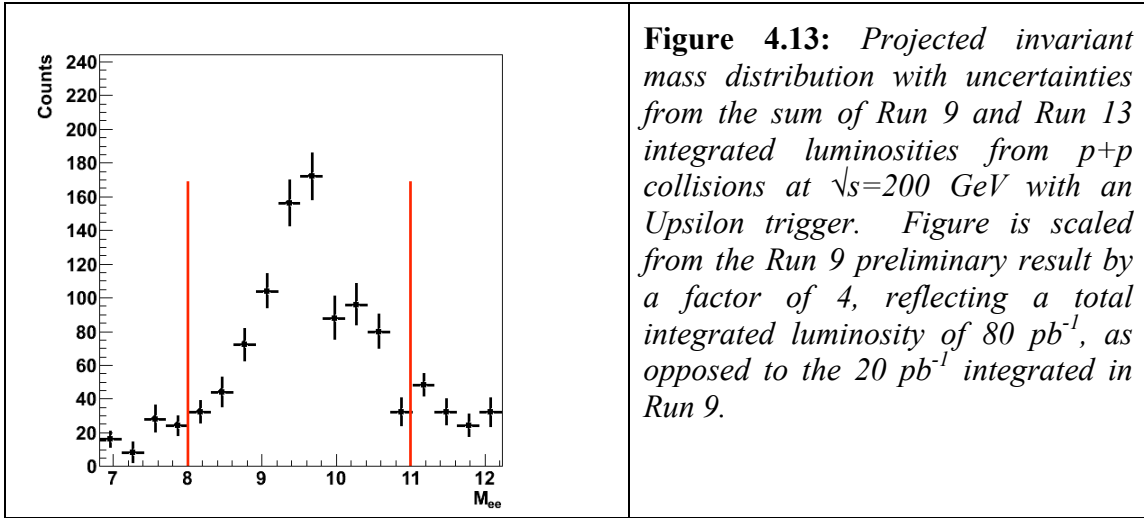 Counts
240
220
200
180
160
140
120
100
80
60
40
20
0
7 8 9 10 11 12
M_ee
Figure 4.13: Projected invariant
mass distribution with uncertainties
from the sum of Run 9 and Run 13
integrated luminosities from p+p
collisions at √s=200 GeV with an
Upsilon trigger. Figure is scaled
from the Run 9 preliminary result by
a factor of 4, reflecting a total
integrated luminosity of 80 pb⁻¹, as
opposed to the 20 pb⁻¹ integrated in
Run 9.